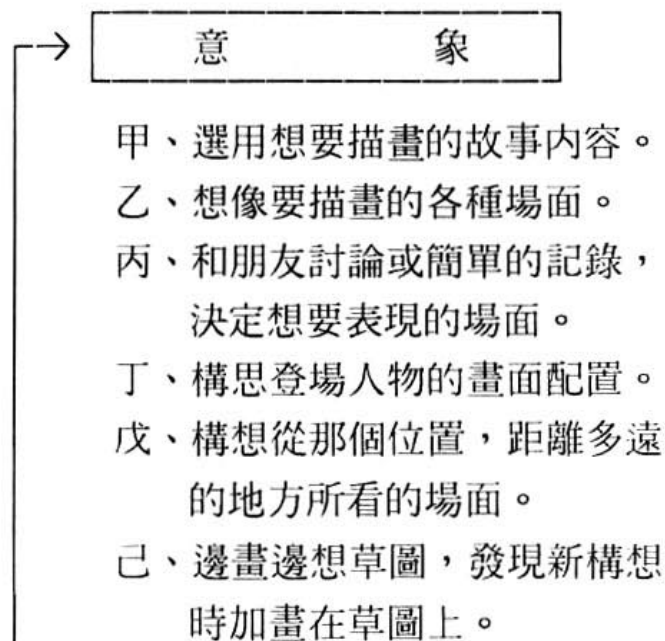 意 象
甲、選用想要描畫的故事内容。
乙、想像要描畫的各種場面。
丙、和朋友討論或簡單的記錄，
決定想要表現的場面。
丁、構思登場人物的畫面配置。
戊、構想從那個位置，距離多遠
的地方所看的場面。
己、邊畫邊想草圖，發現新構想
時加畫在草圖上。